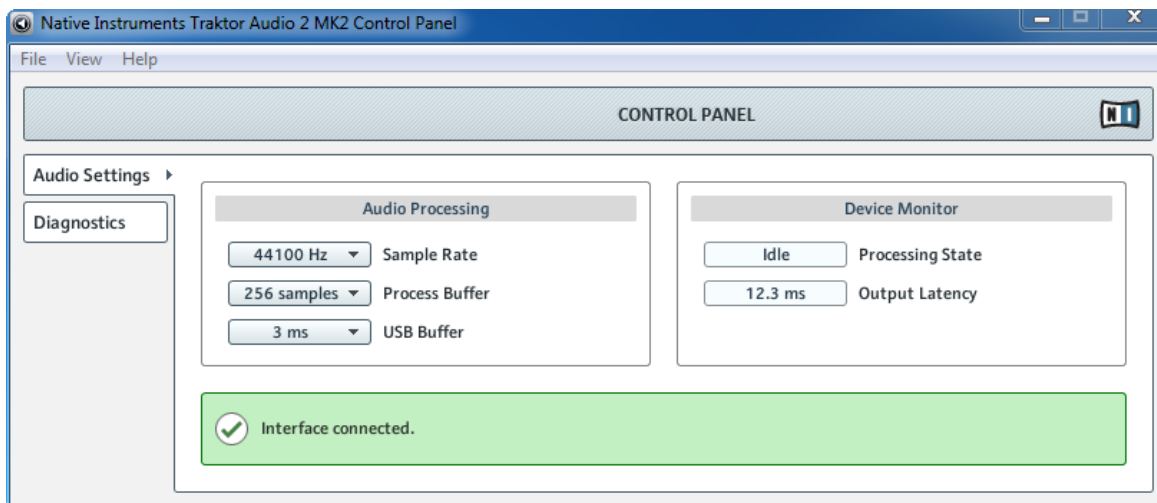 Native Instruments Traktor Audio 2 MK2 Control Panel
File View Help
CONTROL PANEL
NI
Audio Settings
Diagnostics
Audio Processing
44100 Hz Sample Rate
256 samples Process Buffer
3 ms USB Buffer
Device Monitor
Idle Processing State
12.3 ms Output Latency
Interface connected.